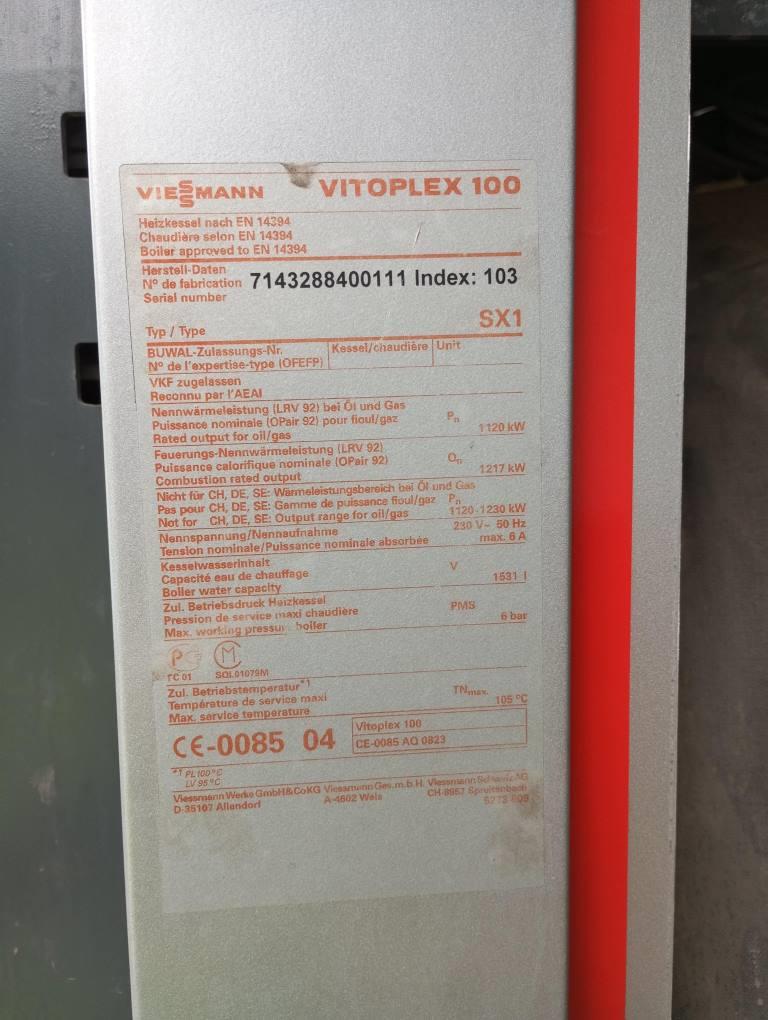 VIESSMANN VITOPLEX 100
Heizkessel nach EN 14394
Chaudière selon EN 14394
Boiler approved to EN 14394
Herstell-Daten
N° de fabrication 7143288400111 Index: 103
Serial number
Typ / Type SX1
BUWAL-Zulassungs-Nr. Kessel/chaudière Unit
N° de l'expertise-type (OFEFP)
VKF zugelassen
Reconnu par l'AEAI
Nennwärmeleistung (LRV 92) bei Öl und Gas
Puissance nominale (OPair 92) pour fioul/gaz Pn
Rated output for oil/gas 1120 kW
Feuerungs-Nennwärmeleistung (LRV 92)
Puissance calorifique nominale (OPair 92) Qn
Combustion rated output 1217 kW
Nicht für CH, DE, SE: Wärmeleistungsbereich bei Öl und Gas
Pas pour CH, DE, SE: Gamme de puissance fioul/gaz Pn
Not for CH, DE, SE: Output range for oil/gas 1120-1230 kW
Nennspannung/Nennaufnahme 230 V~ 50 Hz
Tension nominale/Puissance nominale absorbée max. 6 A
Kesselwasserinhalt
Capacité eau de chauffage V
Boiler water capacity 1531 l
Zul. Betriebsdruck Heizkessel
Pression de service maxi chaudière PMS
Max. working pressu boiler 6 bar
P C M
TC 01 SQL01079M
Zul. Betriebstemperatur*1
Température de service maxi TNmax.
Max. service temperature 105 °C
CE-0085 04
Vitoplex 100
CE-0085 AQ 0823
*1 PL 100°C
LV 95°C
Viessmann Werke GmbH&CoKG Viessmann Ges.m.b.H. Viessmann Schweiz AG
D-35107 Allendorf A-4602 Wels CH-8957 Spreitenbach